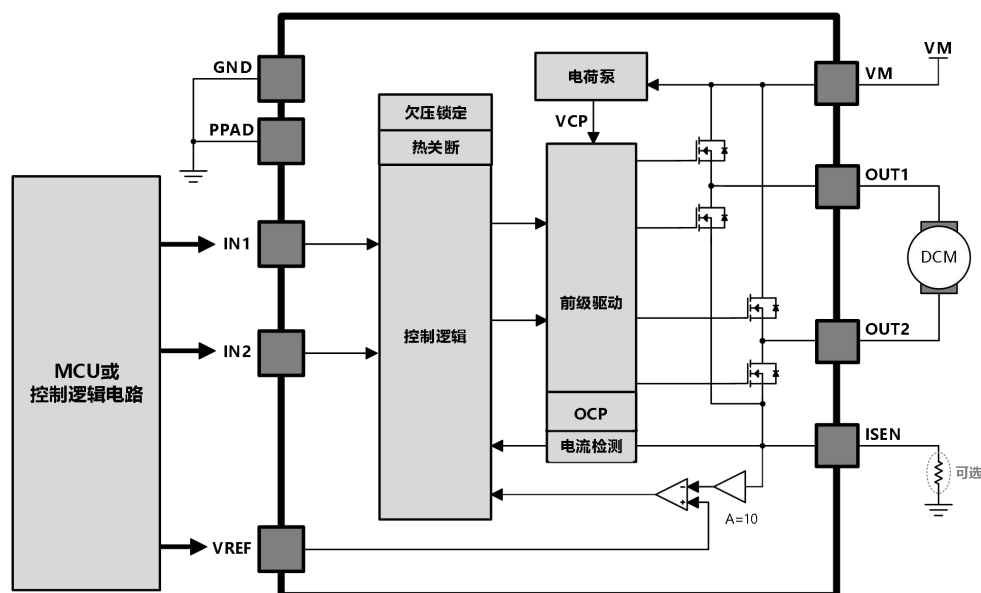 GND
PPAD
IN1
IN2
VREF
MCU或
控制逻辑电路
欠压锁定
热关断
控制逻辑
电荷泵
VCP
前级驱动
OCP
电流检测
-
+
A=10
VM
VM
OUT1
DCM
OUT2
ISEN
可选